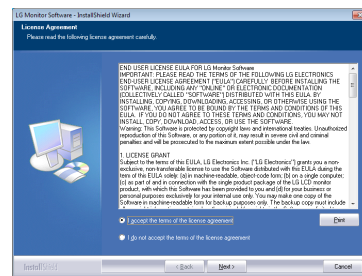 LG Monitor Software - InstallShield Wizard
License Agreement
Please read the following license agreement carefully.
END USER LICENSE EULA FOR LG Monitor Software
IMPORTANT: PLEASE READ THE TERMS OF THE FOLLOWING LG ELECTRONICS
END-USER LICENSE AGREEMENT ("EULA") CAREFULLY BEFORE INSTALLING THE
SOFTWARE, INCLUDING ANY "ONLINE" OR ELECTRONIC DOCUMENTATION
(COLLECTIVELY CALLED "SOFTWARE") DISTRIBUTED WITH THIS EULA. BY
INSTALLING, COPYING, DOWNLOADING, ACCESSING, OR OTHERWISE USING THE
SOFTWARE, YOU AGREE TO BE BOUND BY THE TERMS AND CONDITIONS OF THIS
EULA. IF YOU DO NOT AGREE TO THESE TERMS AND CONDITIONS, YOU MAY NOT
INSTALL, COPY, DOWNLOAD, ACCESS, OR USE THE SOFTWARE.
Warning: This Software is protected by copyright laws and international treaties. Unauthorized
reproduction of this Software, or any portion of it, may result in severe civil and criminal
penalties and will be prosecuted to the maximum extent possible under the law.
1. LICENSE GRANT
Subject to the terms of this EULA, LG Electronics Inc. ("LG Electronics") grants you a non-
exclusive, non-transferable license to use the Software distributed with this EULA during the
term of this EULA solely: (a) in machine-readable, object-code form; (b) on a single computer;
(c) as part of and in connection with the single product package of the LG LCD monitor
product, with which this Software has been provided to you and (d) for your business or
personal purposes exclusively for your internal use only. You may make one copy of the
Software in machine-readable form for backup purposes only. The backup copy must include
I accept the terms of the license agreement
Print
I do not accept the terms of the license agreement
InstallShield
< Back
Next >
Cancel